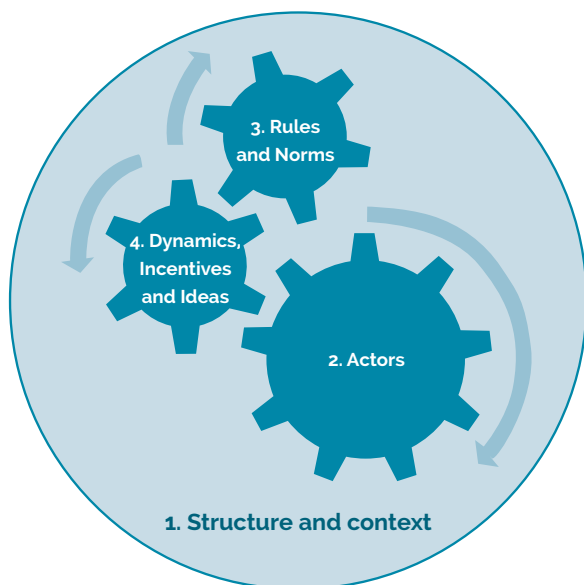 3. Rules
and Norms
4. Dynamics,
Incentives
and Ideas
2. Actors
1. Structure and context